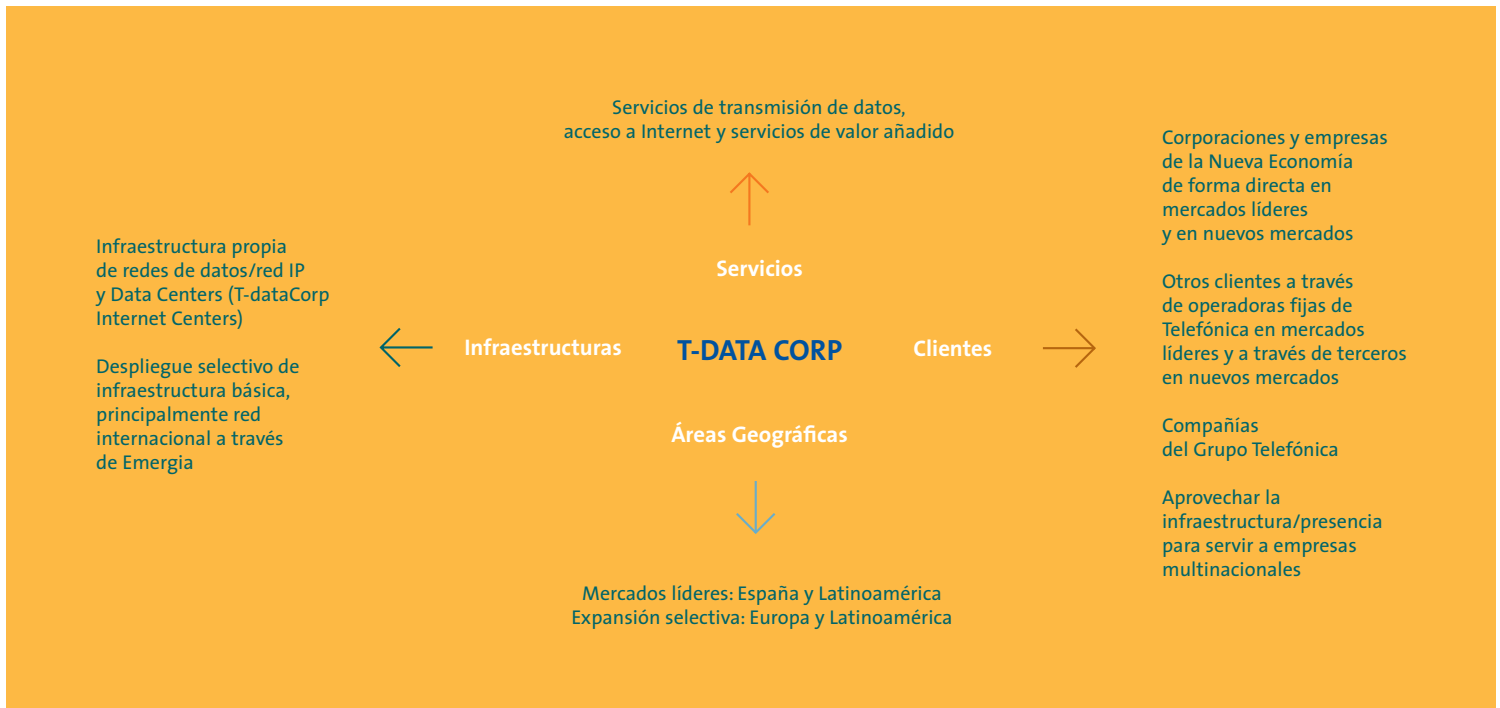 Servicios de transmisión de datos,
acceso a Internet y servicios de valor añadido
Servicios
Infraestructura propia
de redes de datos/red IP
y Data Centers (T-dataCorp
Internet Centers)
Despliegue selectivo de
infraestructura básica,
principalmente red
internacional a través
de Emergia
Infraestructuras
T-DATA CORP
Clientes
Corporaciones y empresas
de la Nueva Economía
de forma directa en
mercados líderes
y en nuevos mercados
Otros clientes a través
de operadoras fijas de
Telefónica en mercados
líderes y a través de terceros
en nuevos mercados
Compañías
del Grupo Telefónica
Aprovechar la
infraestructura/presencia
para servir a empresas
multinacionales
Áreas Geográficas
Mercados líderes: España y Latinoamérica
Expansión selectiva: Europa y Latinoamérica